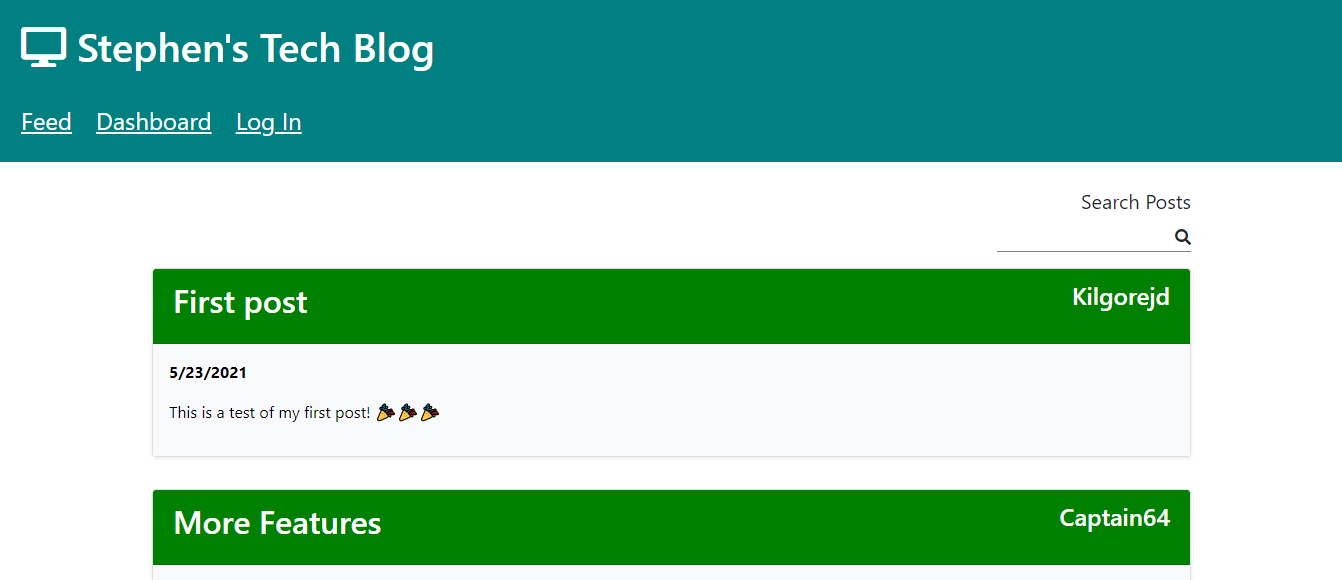 Stephen's Tech Blog
Feed Dashboard Log In
Search Posts
First post Kilgorejd
5/23/2021
This is a test of my first post! 🎉🎉🎉
More Features Captain64